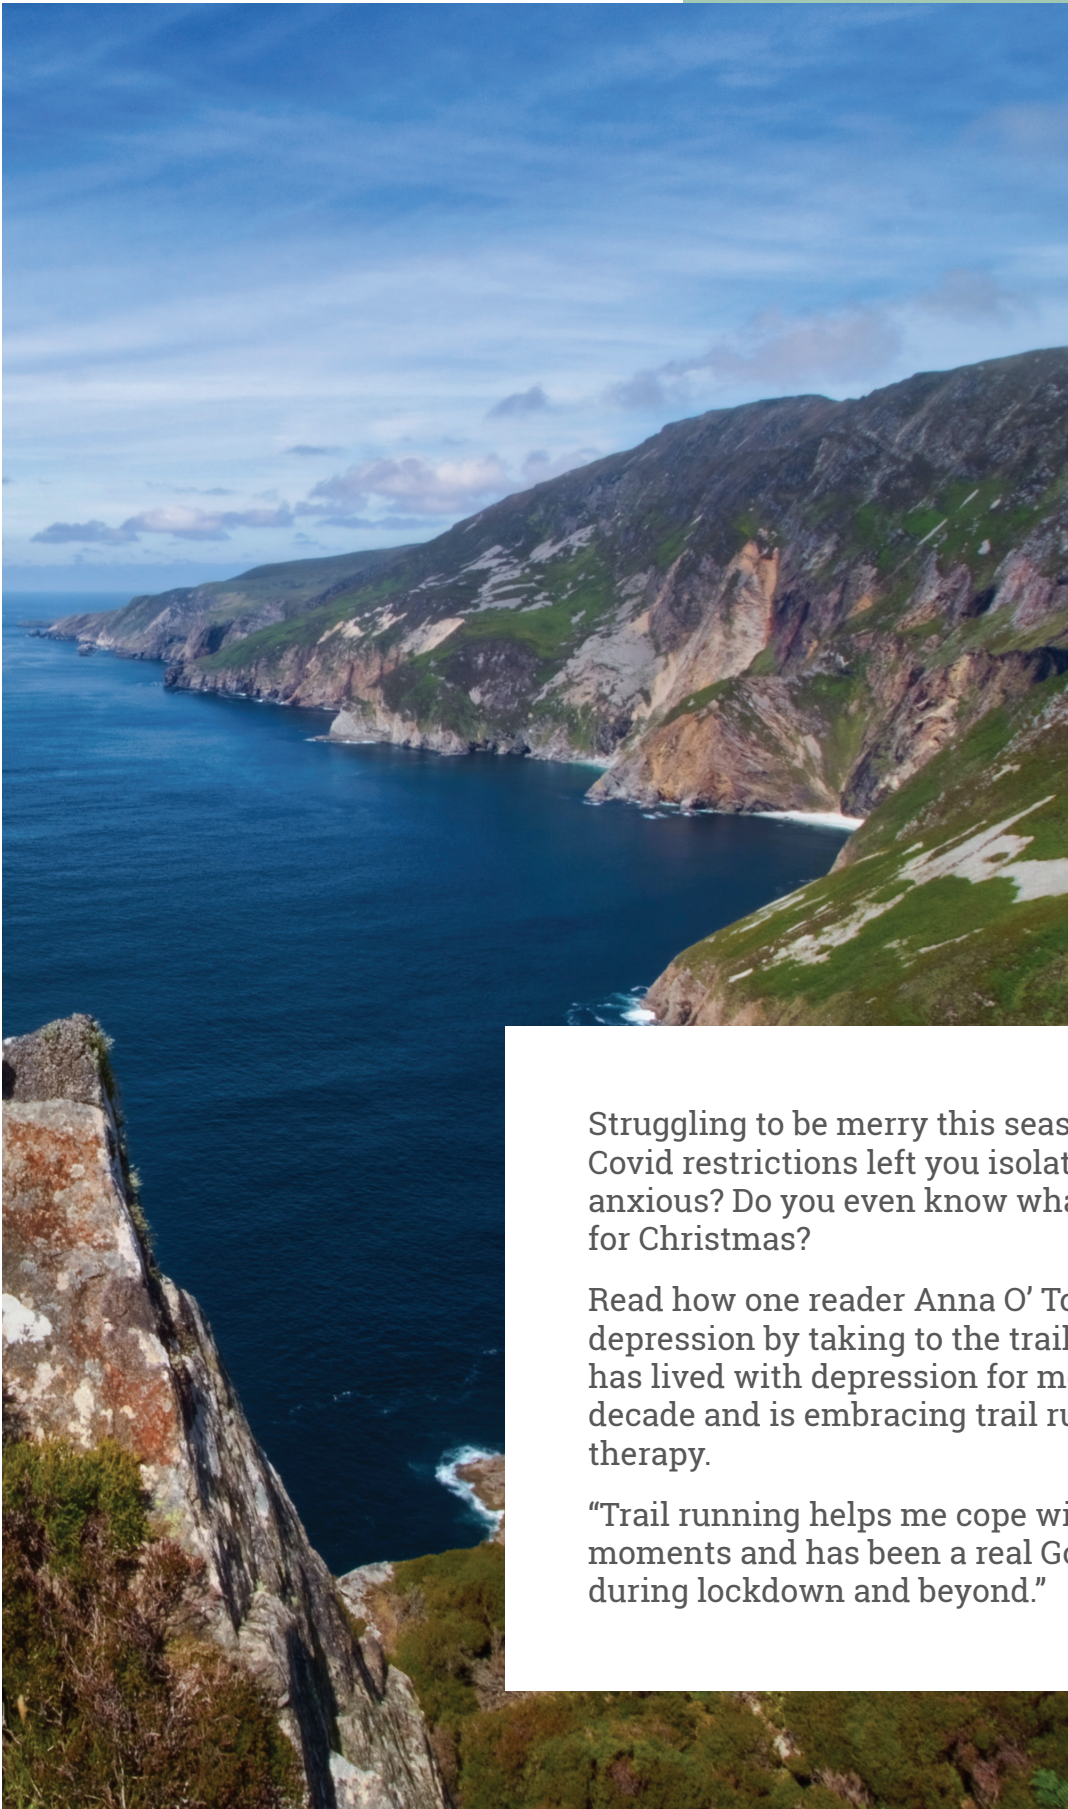 Struggling to be merry this seas
Covid restrictions left you isolat
anxious? Do you even know wha
for Christmas?
Read how one reader Anna O’ To
depression by taking to the trail
has lived with depression for mo
decade and is embracing trail ru
therapy.
“Trail running helps me cope wi
moments and has been a real Go
during lockdown and beyond.”